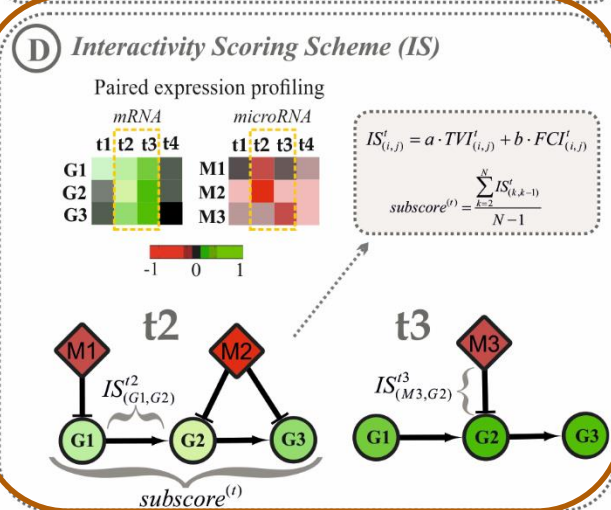 D Interactivity Scoring Scheme (IS)
Paired expression profiling
mRNA microRNA
t1 t2 t3 t4 t1 t2 t3 t4
G1 M1
G2 M2
G3 M3
-1 0 1
IS^t_(i,j) = a · TVI^t_(i,j) + b · FCI^t_(i,j)
subscore^(t) = \frac{\sum_{k=2}^{N} IS^t_(k,k-1)}{N-1}
t2 t3
M1 M2 M3
IS^t2_(G1,G2) IS^t3_(M3,G2)
G1 G2 G3 G1 G2 G3
subscore^(t)